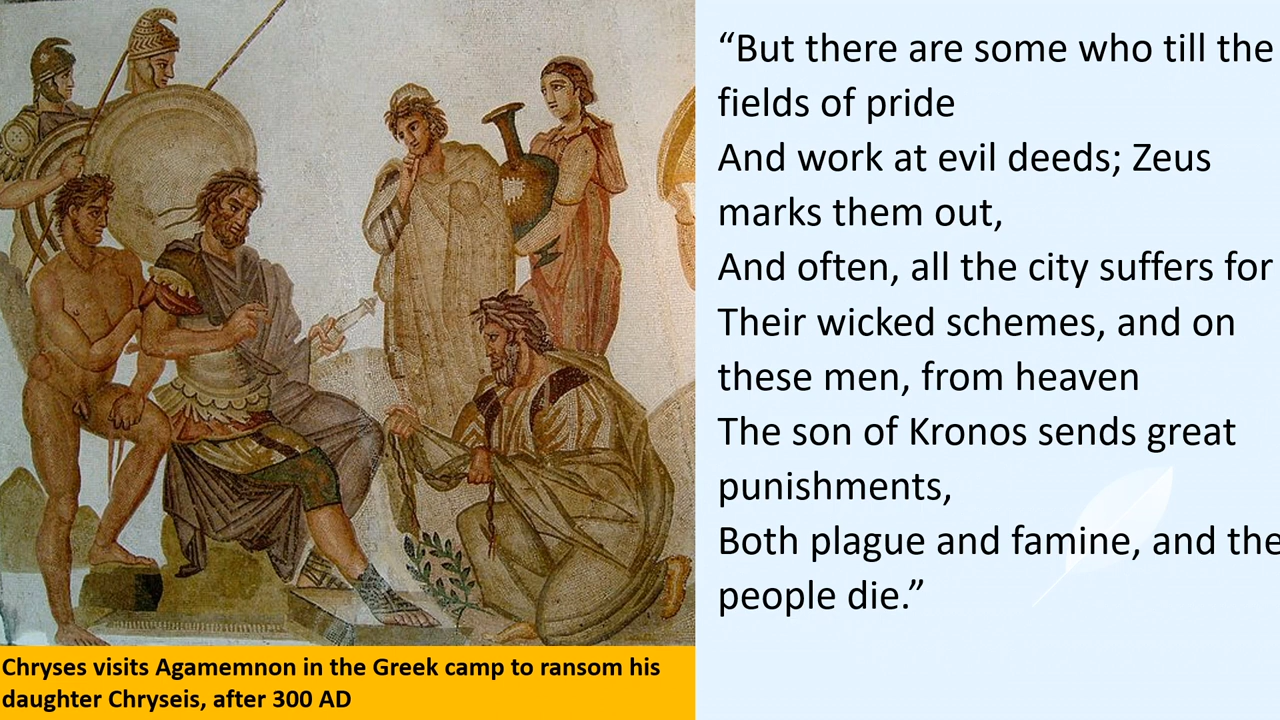 “But there are some who till the
fields of pride
And work at evil deeds; Zeus
marks them out,
And often, all the city suffers for
Their wicked schemes, and on
these men, from heaven
The son of Kronos sends great
punishments,
Both plague and famine, and the
people die.”
Chryses visits Agamemnon in the Greek camp to ransom his
daughter Chryseis, after 300 AD